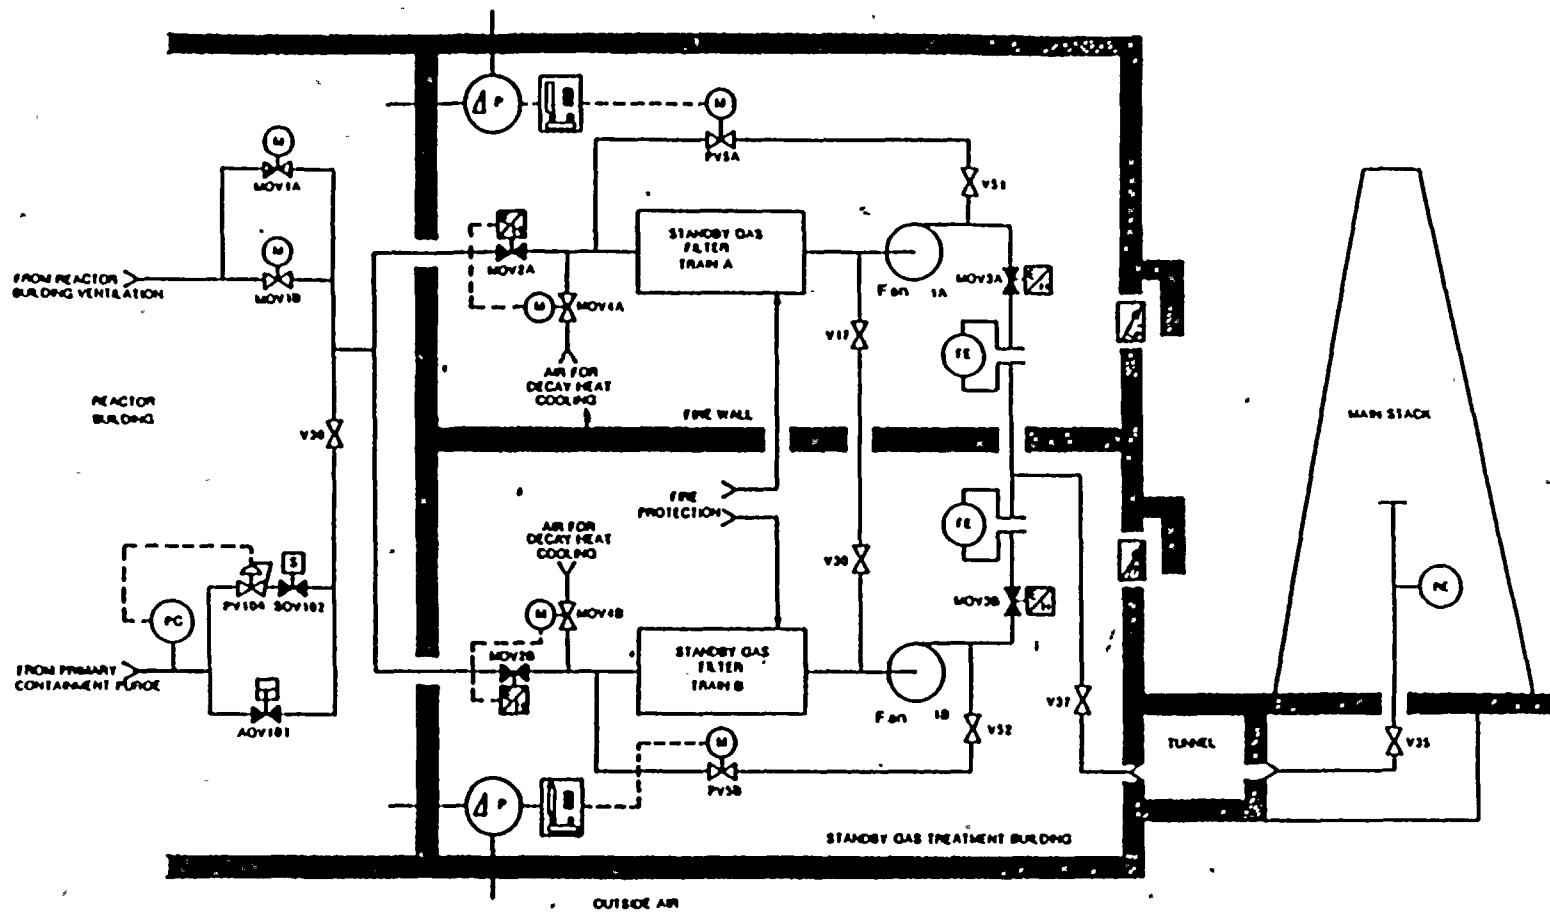 Δ P
M
PV5A
M
MOV1A
V51
M
MOV1B
FROM REACTOR
BUILDING VENTILATION
MOV2A
STANDBY GAS
FILTER
TRAIN A
Fan 1A
MOV3A
M
MOV4A
V17
FE
AIR FOR
DECAY HEAT
COOLING
REACTOR
BUILDING
FIRE WALL
MAIN STACK
FIRE
PROTECTION
FE
AIR FOR
DECAY HEAT
COOLING
S
PV104
SOV102
PC
M
MOV4B
MOV3B
RE
MOV2B
STANDBY GAS
FILTER
TRAIN B
Fan 1B
FROM PRIMARY
CONTAINMENT PURGE
AOV101
V52
V37
TUNNEL
V35
M
PV5B
Δ P
STANDBY GAS TREATMENT BUILDING
OUTSIDE AIR